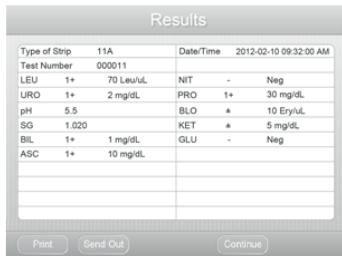 Results
Type of Strip 11A Date/Time 2012-02-10 09:32:00 AM
Test Number 000011
LEU 1+ 70 Leu/uL NIT - Neg
URO 1+ 2 mg/dL PRO 1+ 30 mg/dL
pH 5.5 BLO ± 10 Ery/uL
SG 1.020 KET ± 5 mg/dL
BIL 1+ 1 mg/dL GLU - Neg
ASC 1+ 10 mg/dL
Print Send Out Continue